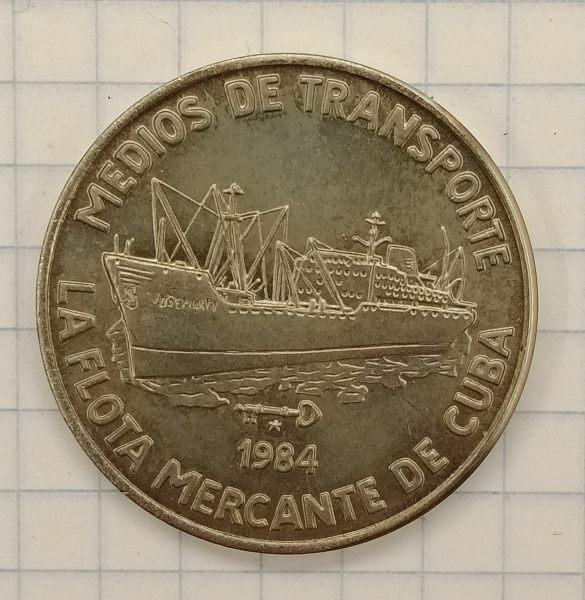 MEDIOS DE TRANSPORTE
JOSE MARTI
1984
LA FLOTA MERCANTE DE CUBA